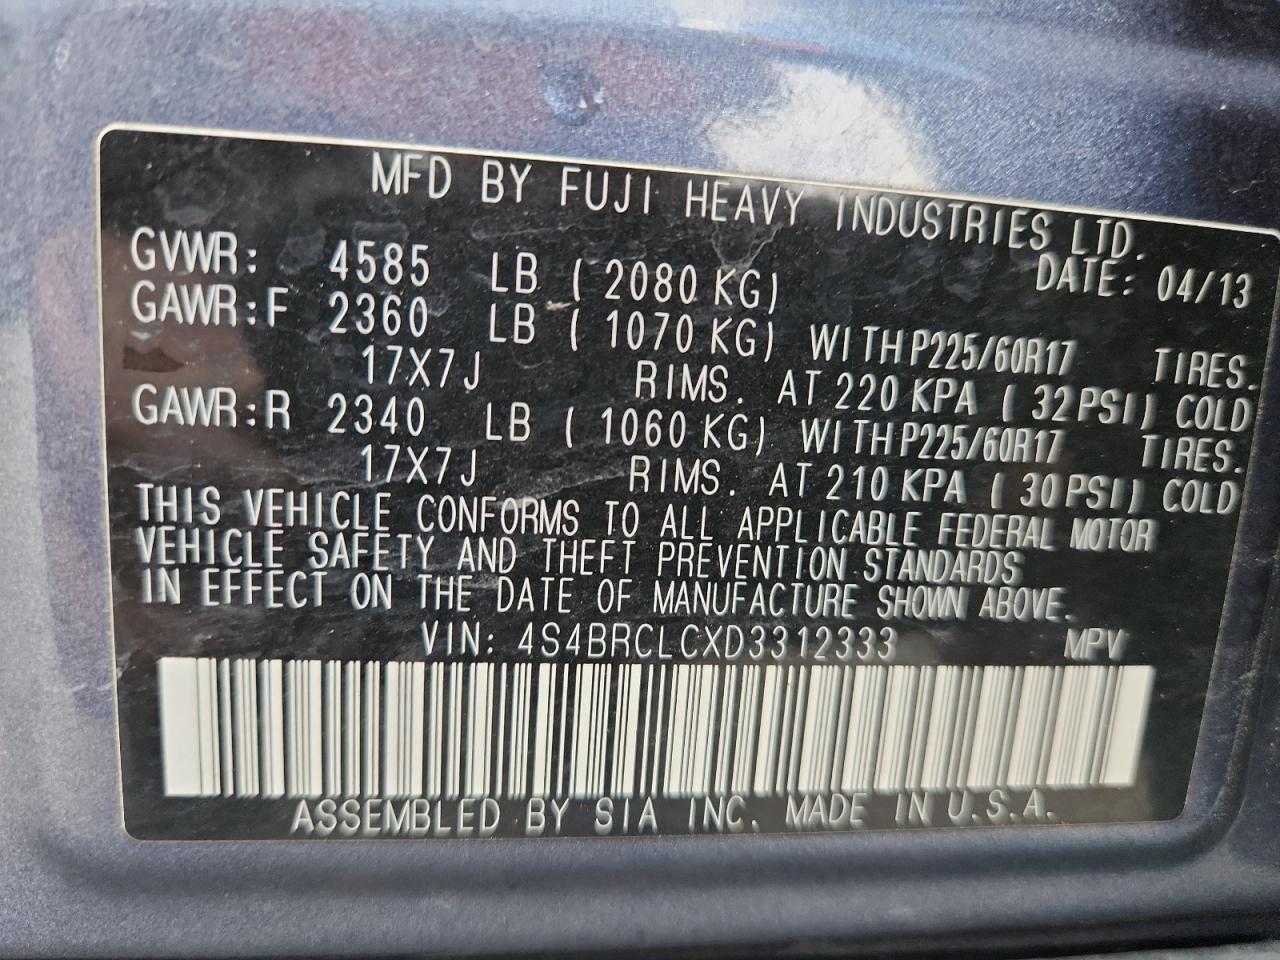 MFD BY FUJI HEAVY INDUSTRIES LTD.
DATE: 04/13
GVWR: 4585 LB ( 2080 KG)
GAWR:F 2360 LB ( 1070 KG) WITH P225/60R17 TIRES.
17X7J RIMS. AT 220 KPA ( 32 PSI) COLD
GAWR:R 2340 LB ( 1060 KG) WITH P225/60R17 TIRES.
17X7J RIMS. AT 210 KPA ( 30 PSI) COLD
THIS VEHICLE CONFORMS TO ALL APPLICABLE FEDERAL MOTOR
VEHICLE SAFETY AND THEFT PREVENTION STANDARDS
IN EFFECT ON THE DATE OF MANUFACTURE SHOWN ABOVE.
VIN: 4S4BRCLCXD3312333 MPV
ASSEMBLED BY SIA INC. MADE IN U.S.A.